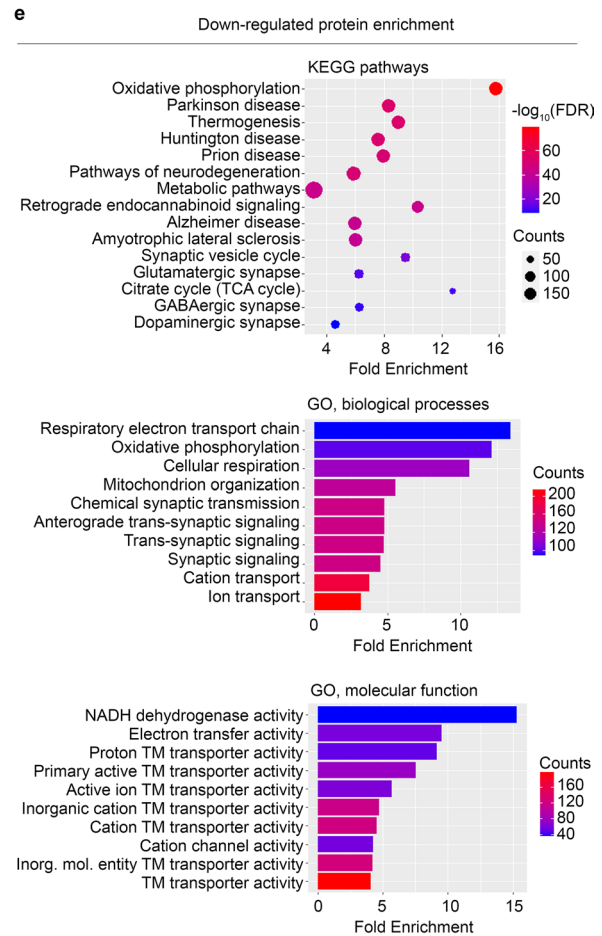 e
Down-regulated protein enrichment
KEGG pathways
Oxidative phosphorylation
Parkinson disease
Thermogenesis
Huntington disease
Prion disease
Pathways of neurodegeneration
Metabolic pathways
Retrograde endocannabinoid signaling
Alzheimer disease
Amyotrophic lateral sclerosis
Synaptic vesicle cycle
Glutamatergic synapse
Citrate cycle (TCA cycle)
GABAergic synapse
Dopaminergic synapse
4 8 12 16
Fold Enrichment
-log10(FDR)
60
40
20
Counts
50
100
150
GO, biological processes
Respiratory electron transport chain
Oxidative phosphorylation
Cellular respiration
Mitochondrion organization
Chemical synaptic transmission
Anterograde trans-synaptic signaling
Trans-synaptic signaling
Synaptic signaling
Cation transport
Ion transport
0 5 10
Fold Enrichment
Counts
200
160
120
100
GO, molecular function
NADH dehydrogenase activity
Electron transfer activity
Proton TM transporter activity
Primary active TM transporter activity
Active ion TM transporter activity
Inorganic cation TM transporter activity
Cation TM transporter activity
Cation channel activity
Inorg. mol. entity TM transporter activity
TM transporter activity
0 5 10 15
Fold Enrichment
Counts
160
120
80
40